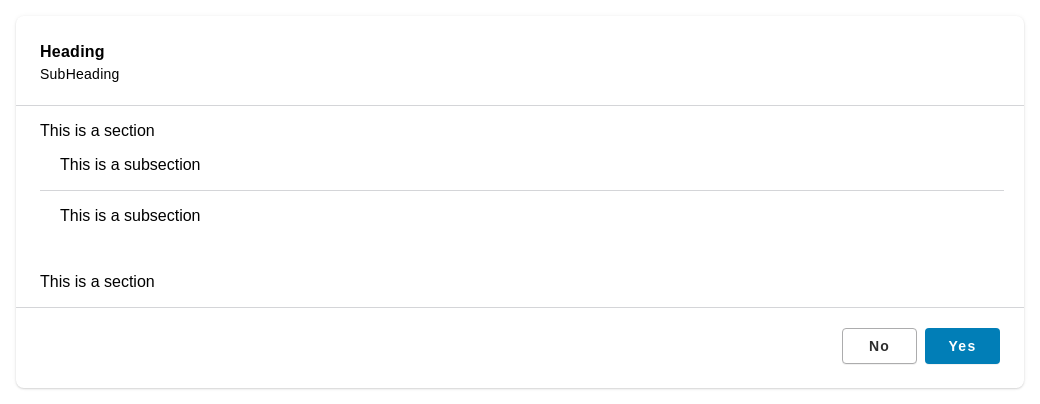 Heading
SubHeading
This is a section
This is a subsection
This is a subsection
This is a section
No
Yes